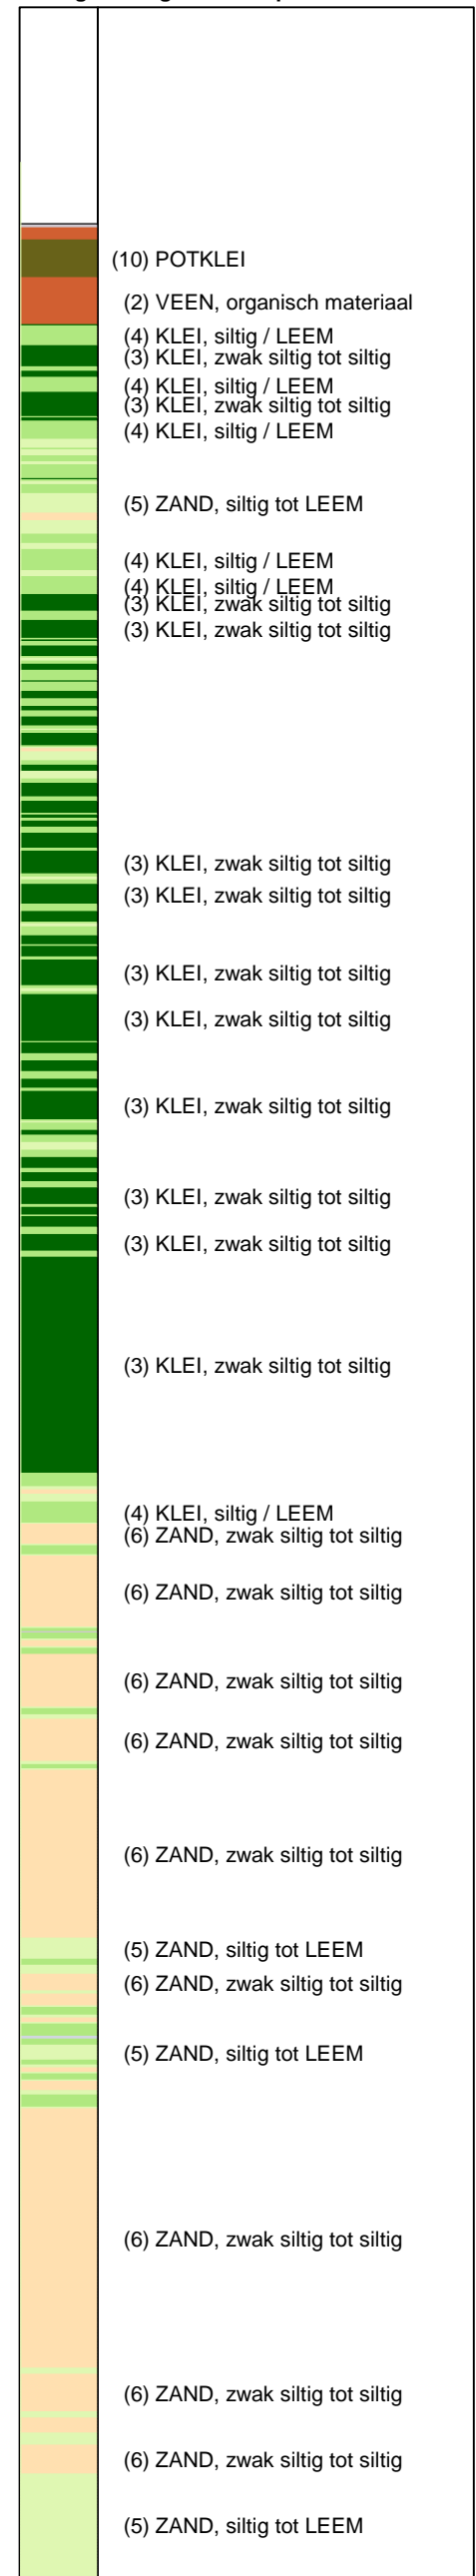 (10) POTKLEI
(2) VEEN, organisch materiaal
(4) KLEI, siltig / LEEM
(3) KLEI, zwak siltig tot siltig
(4) KLEI, siltig / LEEM
(3) KLEI, zwak siltig tot siltig
(4) KLEI, siltig / LEEM
(5) ZAND, siltig tot LEEM
(4) KLEI, siltig / LEEM
(4) KLEI, siltig / LEEM
(3) KLEI, zwak siltig tot siltig
(3) KLEI, zwak siltig tot siltig
(3) KLEI, zwak siltig tot siltig
(3) KLEI, zwak siltig tot siltig
(3) KLEI, zwak siltig tot siltig
(3) KLEI, zwak siltig tot siltig
(3) KLEI, zwak siltig tot siltig
(3) KLEI, zwak siltig tot siltig
(3) KLEI, zwak siltig tot siltig
(3) KLEI, zwak siltig tot siltig
(4) KLEI, siltig / LEEM
(6) ZAND, zwak siltig tot siltig
(6) ZAND, zwak siltig tot siltig
(6) ZAND, zwak siltig tot siltig
(6) ZAND, zwak siltig tot siltig
(6) ZAND, zwak siltig tot siltig
(5) ZAND, siltig tot LEEM
(6) ZAND, zwak siltig tot siltig
(5) ZAND, siltig tot LEEM
(6) ZAND, zwak siltig tot siltig
(6) ZAND, zwak siltig tot siltig
(6) ZAND, zwak siltig tot siltig
(5) ZAND, siltig tot LEEM